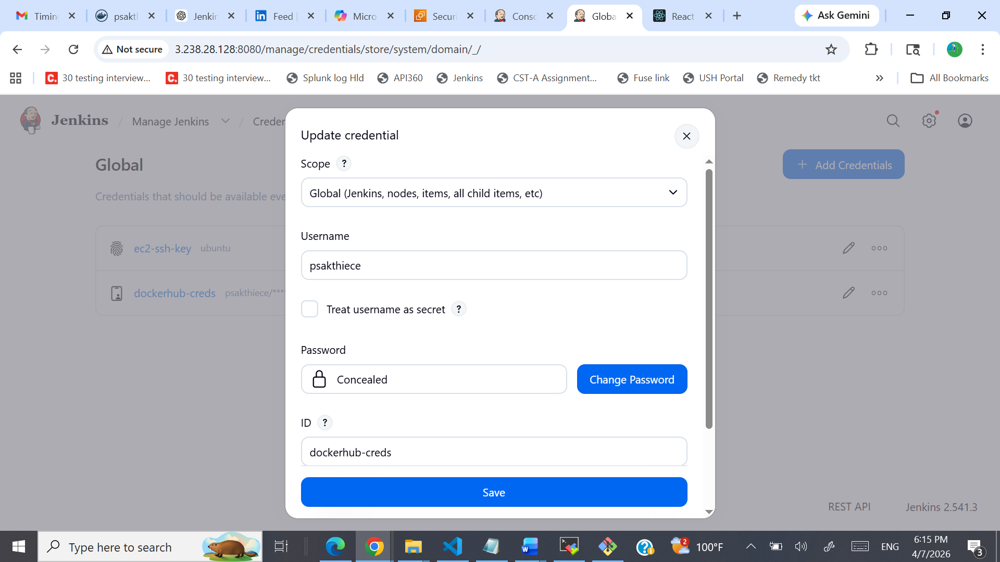 Timin
psakt
Jenkin
Feed
Micro
Securi
Conso
Globa
React
Ask Gemini
Not secure
3.238.28.128:8080/manage/credentials/store/system/domain/_/
30 testing interview...
30 testing interview...
Splunk log Hld
API360
Jenkins
CST-A Assignment...
Fuse link
USH Portal
Remedy tkt
»
All Bookmarks
Jenkins / Manage Jenkins / Creden
Global
+ Add Credentials
Credentials that should be available eve
ec2-ssh-key ubuntu
dockerhub-creds psakthiece/****
Update credential
Scope ?
Global (Jenkins, nodes, items, all child items, etc)
Username
psakthiece
Treat username as secret ?
Password
Concealed
Change Password
ID ?
dockerhub-creds
Save
REST API
Jenkins 2.541.3
Type here to search
2
100°F
ENG
6:15 PM
4/7/2026
3